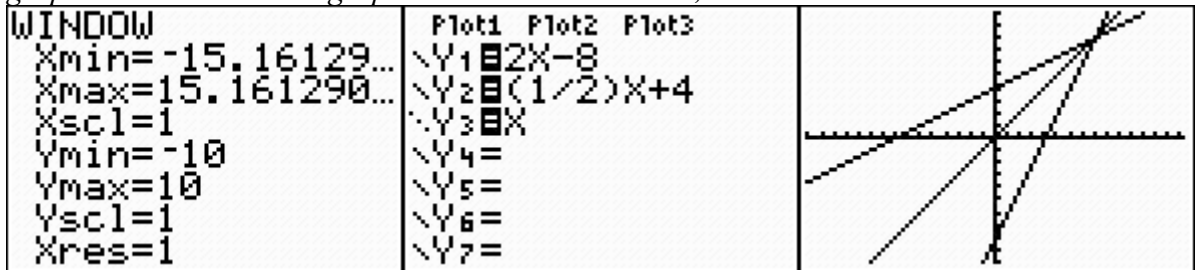 WINDOW
Xmin=-15.16129...
Xmax=15.161290...
Xscl=1
Ymin=-10
Ymax=10
Yscl=1
Xres=1
Plot1 Plot2 Plot3
\Y1=2X-8
\Y2=(1/2)X+4
Y3=X
\Y4=
\Y5=
\Y6=
\Y7=